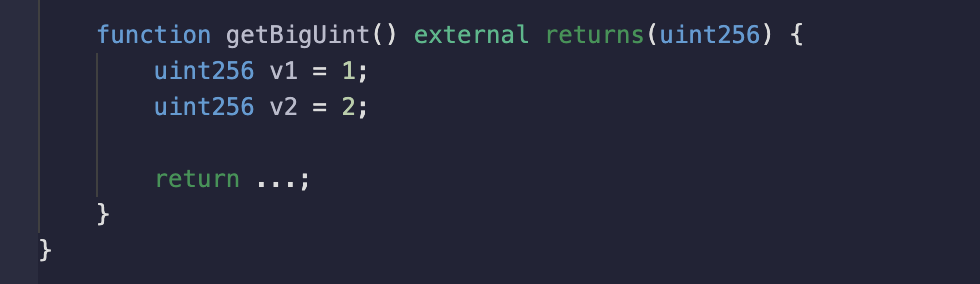 function getBigUint() external returns(uint256) {
uint256 v1 = 1;
uint256 v2 = 2;
return ...;
}
}